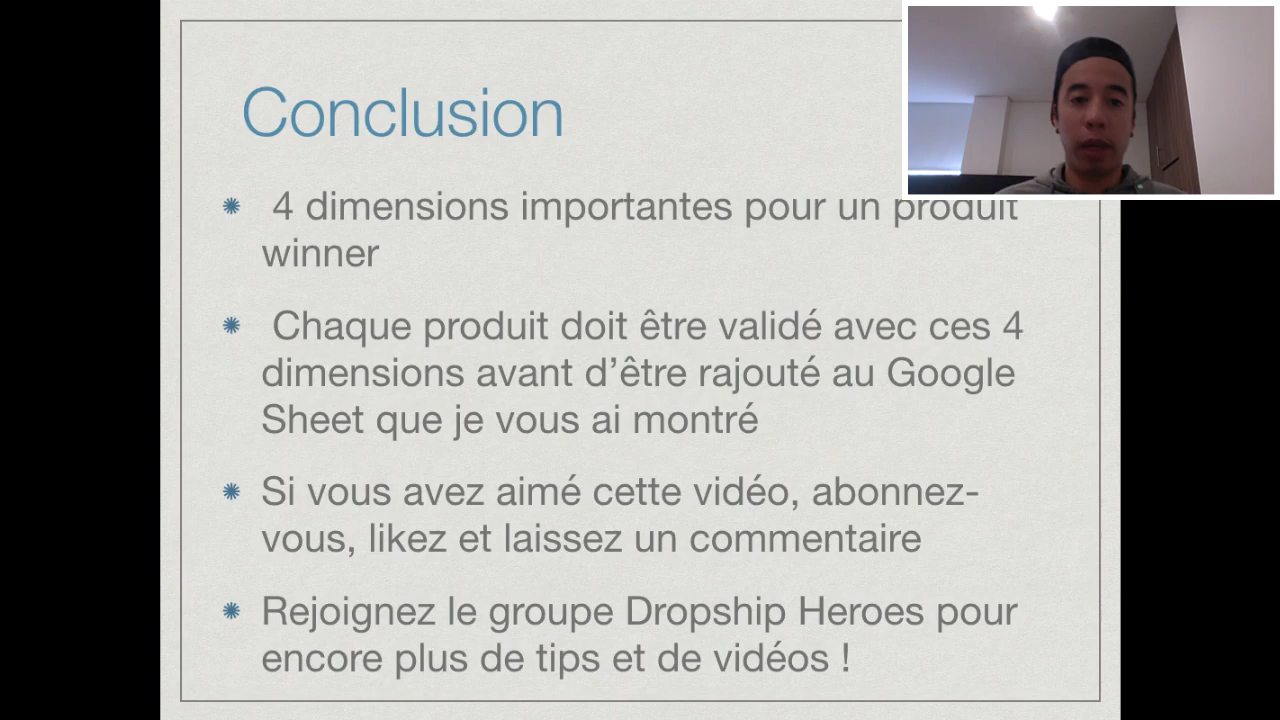 Conclusion
4 dimensions importantes pour un produit
winner
Chaque produit doit être validé avec ces 4
dimensions avant d’être rajouté au Google
Sheet que je vous ai montré
Si vous avez aimé cette vidéo, abonnez-
vous, likez et laissez un commentaire
Rejoignez le groupe Dropship Heroes pour
encore plus de tips et de vidéos !